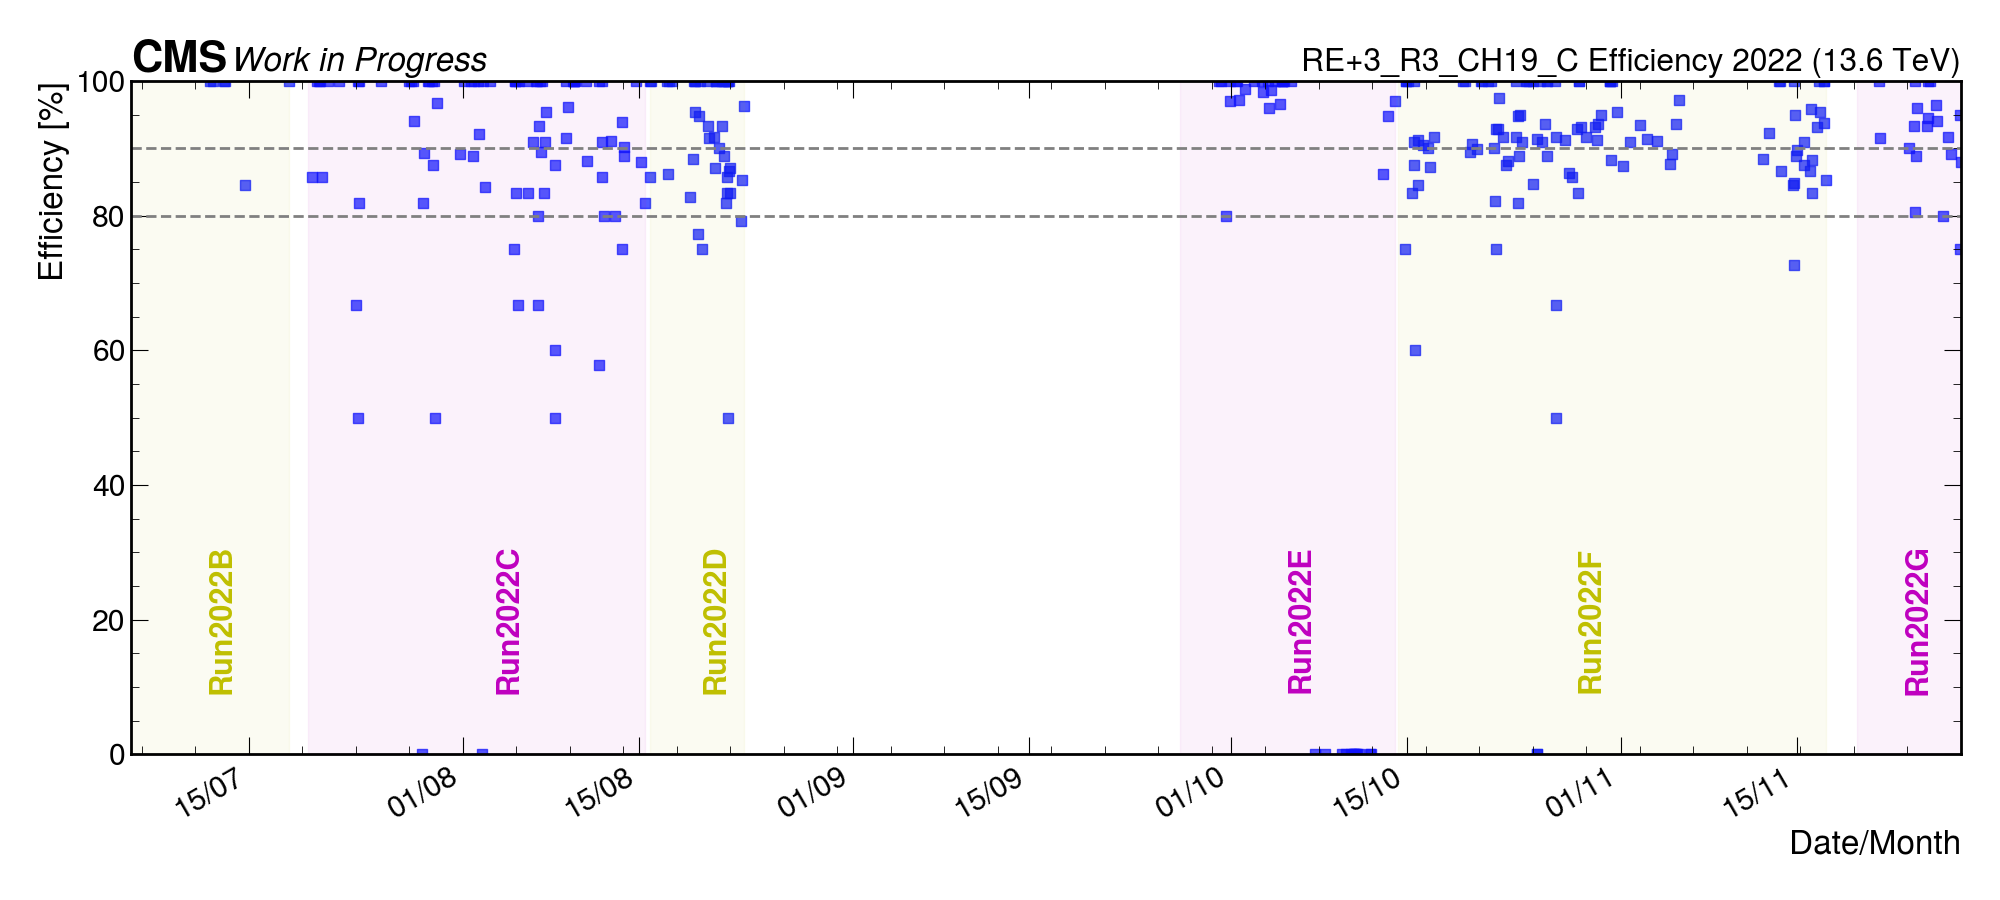 CMS Work in Progress
RE+3_R3_CH19_C Efficiency 2022 (13.6 TeV)
Efficiency [%]
100
80
60
40
20
0
Run2022B
Run2022C
Run2022D
Run2022E
Run2022F
Run2022G
15/07
01/08
15/08
01/09
15/09
01/10
15/10
01/11
15/11
Date/Month